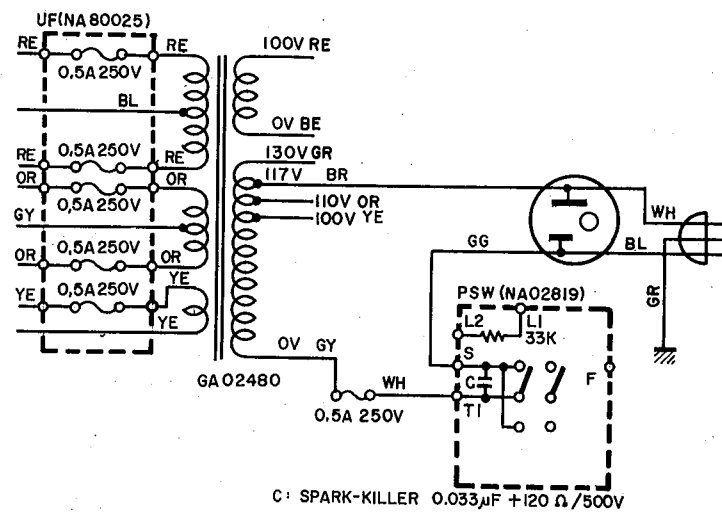 UF(NA80025)
RE
RE
0.5A 250V
100V RE
BL
0V BE
0,5A 250V
RE
RE
130V GR
OR
OR
117V
BR
0,5A 250V
110V OR
100V YE
WH
GY
GG
BL
0.5A 250V
OR
OR
YE
PSW (NA02819)
GR
0.5A 250V
YE
L2
L1
33K
YE
0V
GY
S
C
F
GA02480
WH
T1
0.5A 250V
C: SPARK-KILLER 0.033μF +120 Ω/500V